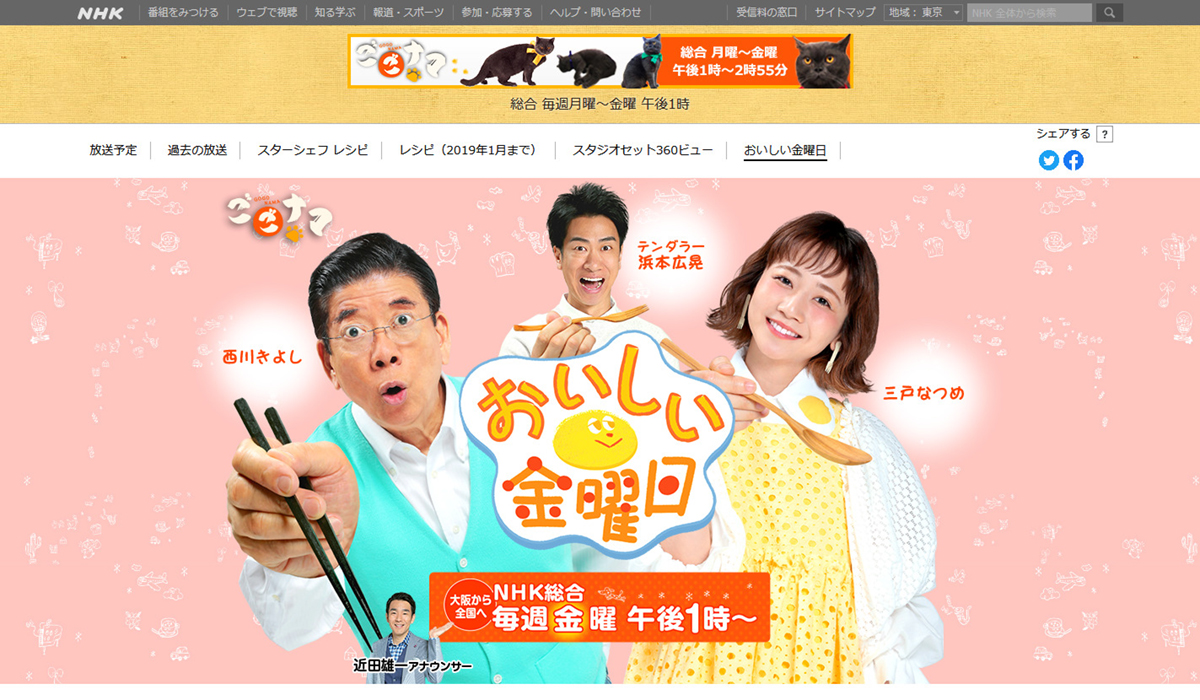 NHK
番組をみつける
ウェブで視聴
知る学ぶ
報道・スポーツ
参加・応募する
ヘルプ・問い合わせ
受信料の窓口
サイトマップ
地域：東京
NHK 全体から検索
ごごナマ
総合 月曜〜金曜
午後1時〜2時55分
総合 毎週月曜〜金曜 午後1時
シェアする ?
放送予定
過去の放送
スターシェフ レシピ
レシピ（2019年1月まで）
スタジオセット360ビュー
おいしい金曜日
GOGO NAMA
ごごナマ
テンダラー
浜本広晃
西川きよし
三戸なつめ
おいしい
金曜日
大阪から
全国へ
NHK総合
毎週金曜 午後1時〜
近田雄一アナウンサー